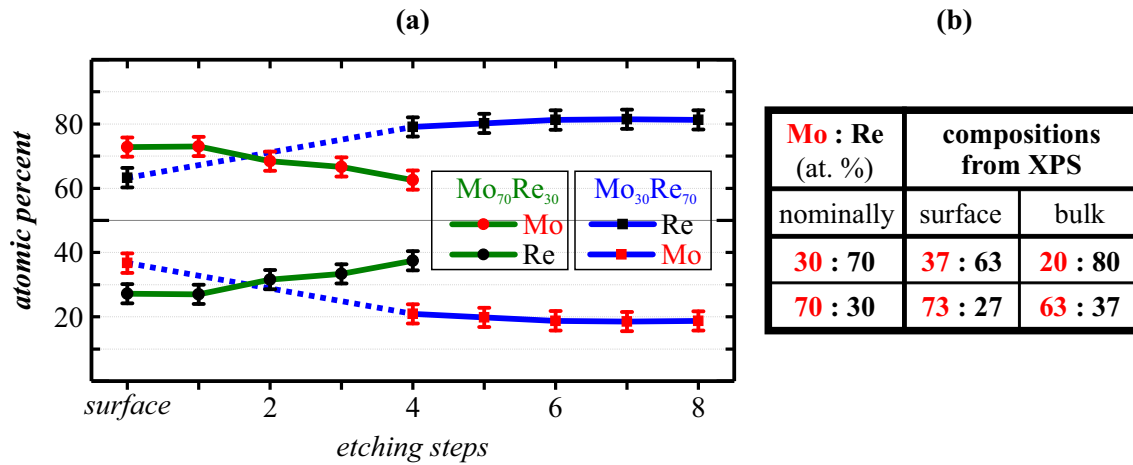 (a)
(b)
atomic percent
80
60
40
20
surface
2
4
6
8
etching steps
Mo₇₀Re₃₀
Mo
Re
Mo₃₀Re₇₀
Re
Mo
Mo : Re
(at. %)
compositions
from XPS
nominally surface bulk
30 : 70 37 : 63 20 : 80
70 : 30 73 : 27 63 : 37